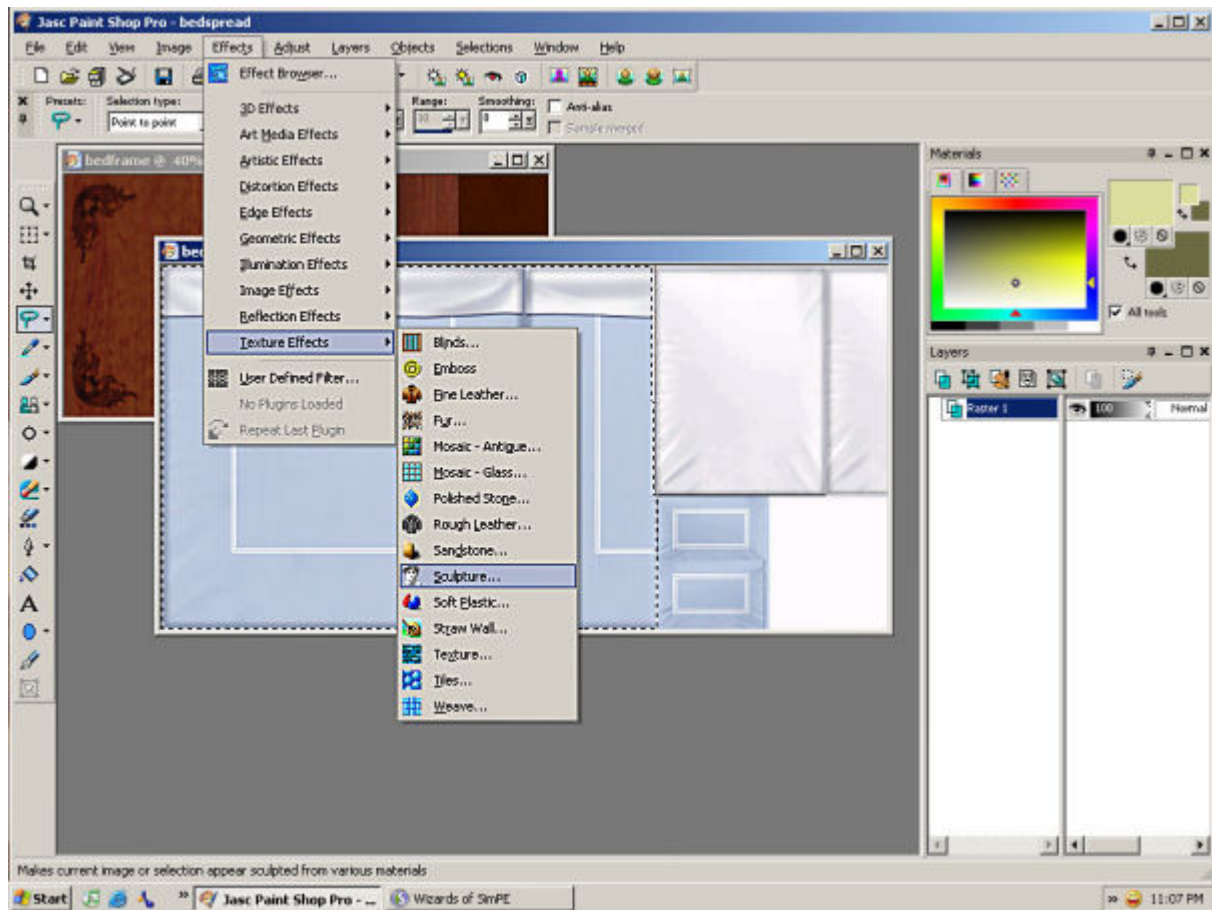 Jasc Paint Shop Pro - bedspread
File Edit View Image Effects Adjust Layers Objects Selections Window Help
Presets: Selection type: Range: Smoothing: Anti-alias
Point to point 10 0 Sample merged
Effect Browser...
3D Effects
Art Media Effects
Artistic Effects
Distortion Effects
Edge Effects
Geometric Effects
Illumination Effects
Image Effects
Reflection Effects
Texture Effects
User Defined Filter...
No Plugins Loaded
Repeat Last Plugin
Blinds...
Emboss
Fine Leather...
Fur...
Mosaic - Antique...
Mosaic - Glass...
Polished Stone...
Rough Leather...
Sandstone...
Sculpture...
Soft Plastic...
Straw Wall...
Texture...
Tiles...
Weave...
bedframe @ 40%
bed
Materials
All tools
Layers
Raster 1 100 Normal
Makes current image or selection appear sculpted from various materials
Start Jasc Paint Shop Pro - ... Wizards of SimPE 11:07 PM